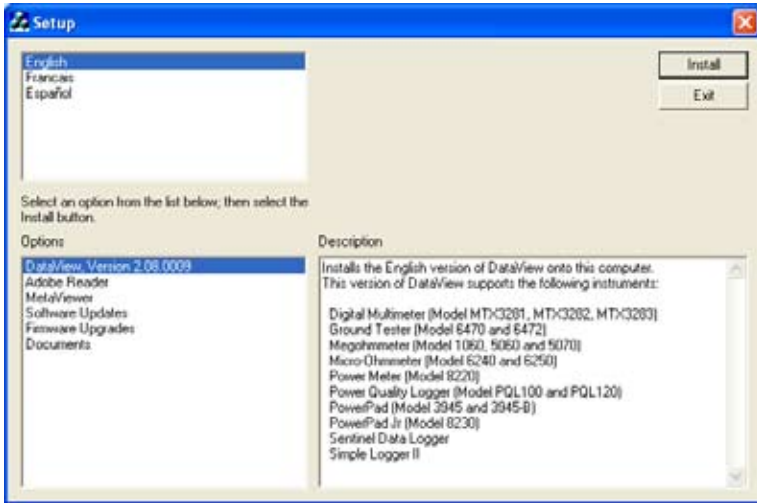 Setup
English
Francais
Español
Install
Exit
Select an option from the list below; then select the
Install button.
Options
DataView, Version 2.08.0009
Adobe Reader
MetaViewer
Software Updates
Firmware Upgrades
Documents
Description
Installs the English version of DataView onto this computer.
This version of DataView supports the following instruments:
Digital Multimeter (Model MTX3281, MTX3282, MTX3283)
Ground Tester (Model 6470 and 6472)
Megohmmeter (Model 1060, 5060 and 5070)
Micro-Ohmmeter (Model 6240 and 6250)
Power Meter (Model 8220)
Power Quality Logger (Model PQL100 and PQL120)
PowerPad (Model 3945 and 3945-B)
PowerPad Jr (Model 8230)
Sentinel Data Logger
Simple Logger II